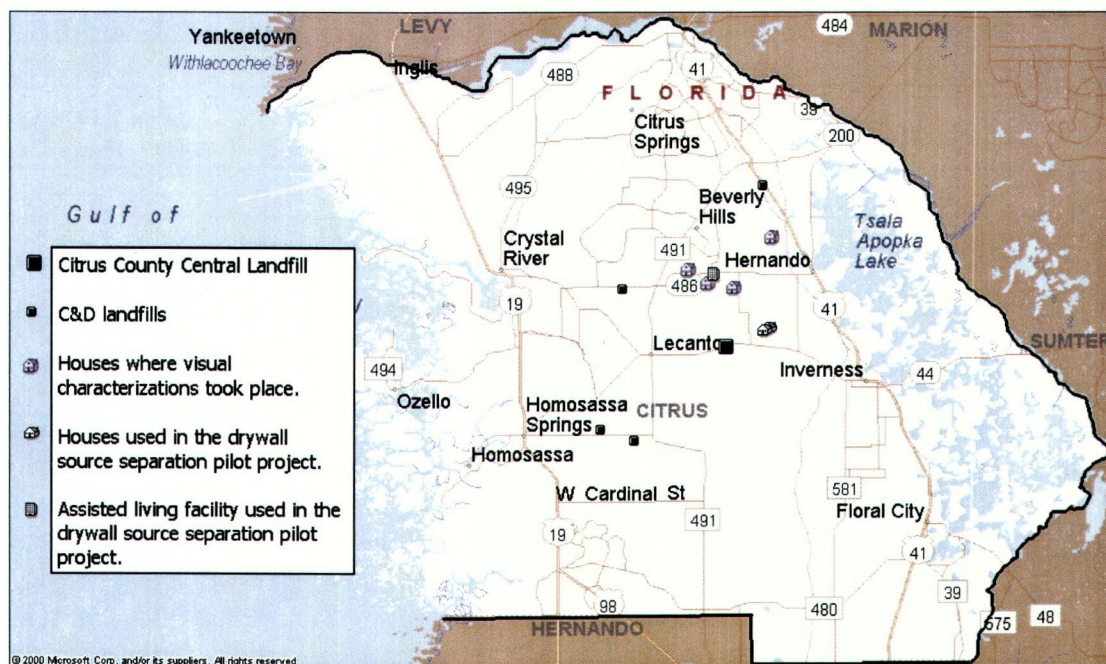 LEVY
484
MARION
Yankeetown
Withlacoochee Bay
Inglis
488
41
FLORIDA
39
Citrus
Springs
200
495
Beverly
Hills
Gulf of
Tsala
Apopka
Lake
Crystal
River
491
Hernando
486
19
41
Citrus County Central Landfill
C&D landfills
Houses where visual
characterizations took place.
Houses used in the drywall
source separation pilot project.
Assisted living facility used in the
drywall source separation pilot
project.
SUMTER
Lecanto
494
Inverness
44
Ozello
Homosassa
Springs
CITRUS
Homosassa
W Cardinal St
581
491
Floral City
19
41
98
480
39
575
48
HERNANDO
© 2000 Microsoft Corp. and/or its suppliers. All rights reserved.